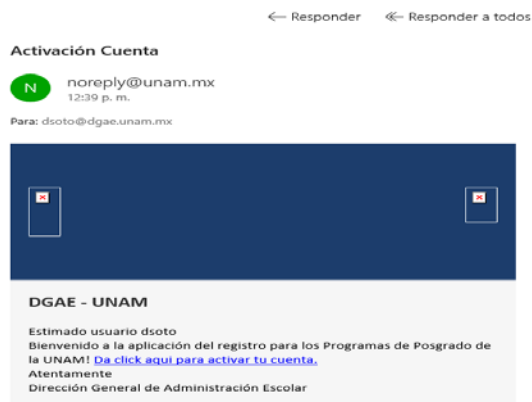 Responder Responder a todos
Activación Cuenta
N
noreply@unam.mx
12:39 p. m.
Para: dsoto@dgae.unam.mx
DGAE - UNAM
Estimado usuario dsoto
Bienvenido a la aplicación del registro para los Programas de Posgrado de
la UNAM! Da click aqui para activar tu cuenta.
Atentamente
Dirección General de Administración Escolar